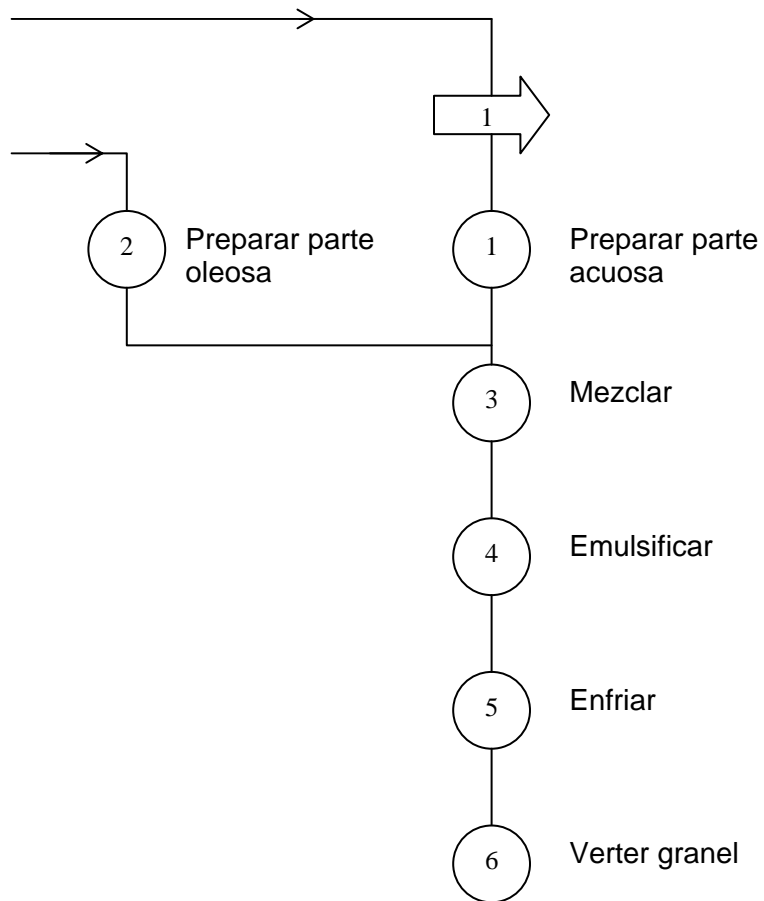 1
2
Preparar parte
oleosa
1
Preparar parte
acuosa
3
Mezclar
4
Emulsificar
5
Enfriar
6
Verter granel